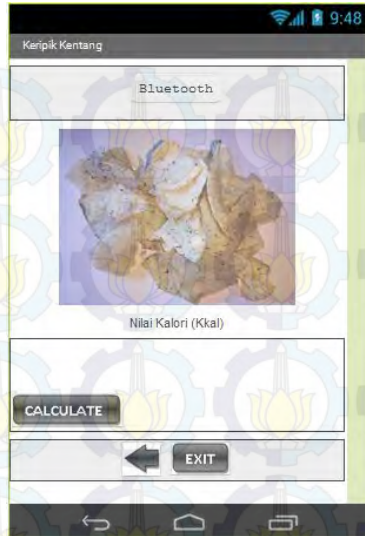 9:48
Keripik Kentang
Bluetooth
Nilai Kalori (Kkal)
CALCULATE
EXIT